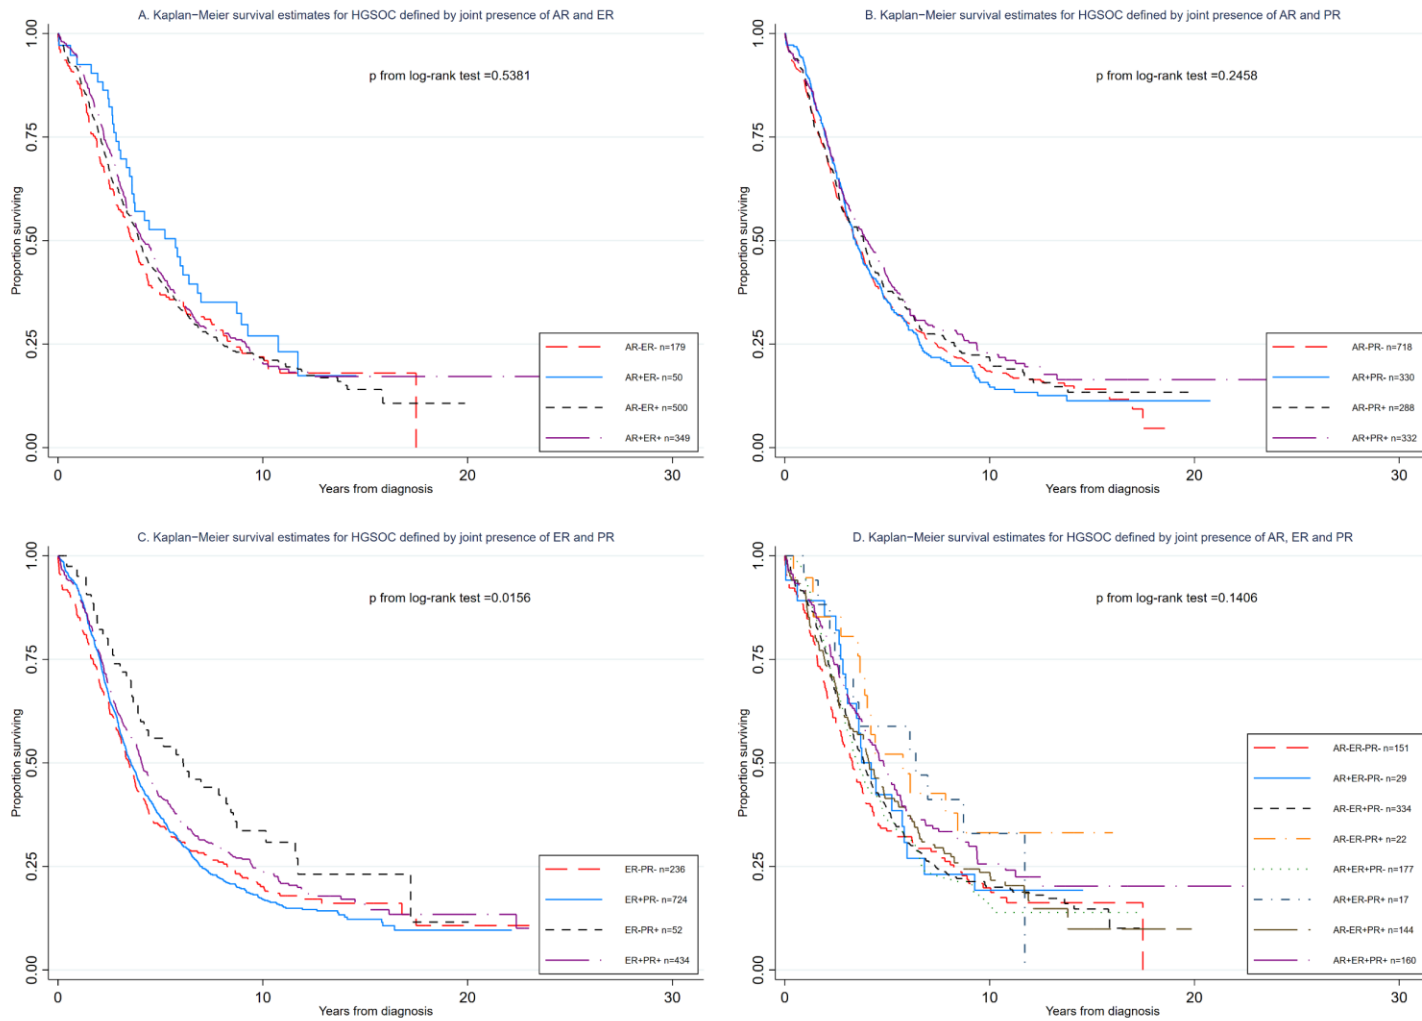 A. Kaplan−Meier survival estimates for HGSOC defined by joint presence of AR and ER
p from log-rank test =0.5381
Proportion surviving
1.00
0.75
0.50
0.25
0.00
AR-ER- n=179
AR+ER- n=50
AR-ER+ n=500
AR+ER+ n=349
0
10
20
30
Years from diagnosis
B. Kaplan−Meier survival estimates for HGSOC defined by joint presence of AR and PR
p from log-rank test =0.2458
Proportion surviving
1.00
0.75
0.50
0.25
0.00
AR-PR- n=718
AR+PR- n=330
AR-PR+ n=288
AR+PR+ n=332
0
10
20
30
Years from diagnosis
C. Kaplan−Meier survival estimates for HGSOC defined by joint presence of ER and PR
p from log-rank test =0.0156
Proportion surviving
1.00
0.75
0.50
0.25
0.00
ER-PR- n=236
ER+PR- n=724
ER-PR+ n=52
ER+PR+ n=434
0
10
20
30
Years from diagnosis
D. Kaplan−Meier survival estimates for HGSOC defined by joint presence of AR, ER and PR
p from log-rank test =0.1406
Proportion surviving
1.00
0.75
0.50
0.25
0.00
AR-ER-PR- n=151
AR+ER-PR- n=29
AR-ER+PR- n=334
AR-ER-PR+ n=22
AR+ER+PR- n=177
AR+ER-PR+ n=17
AR-ER+PR+ n=144
AR+ER+PR+ n=160
0
10
20
30
Years from diagnosis